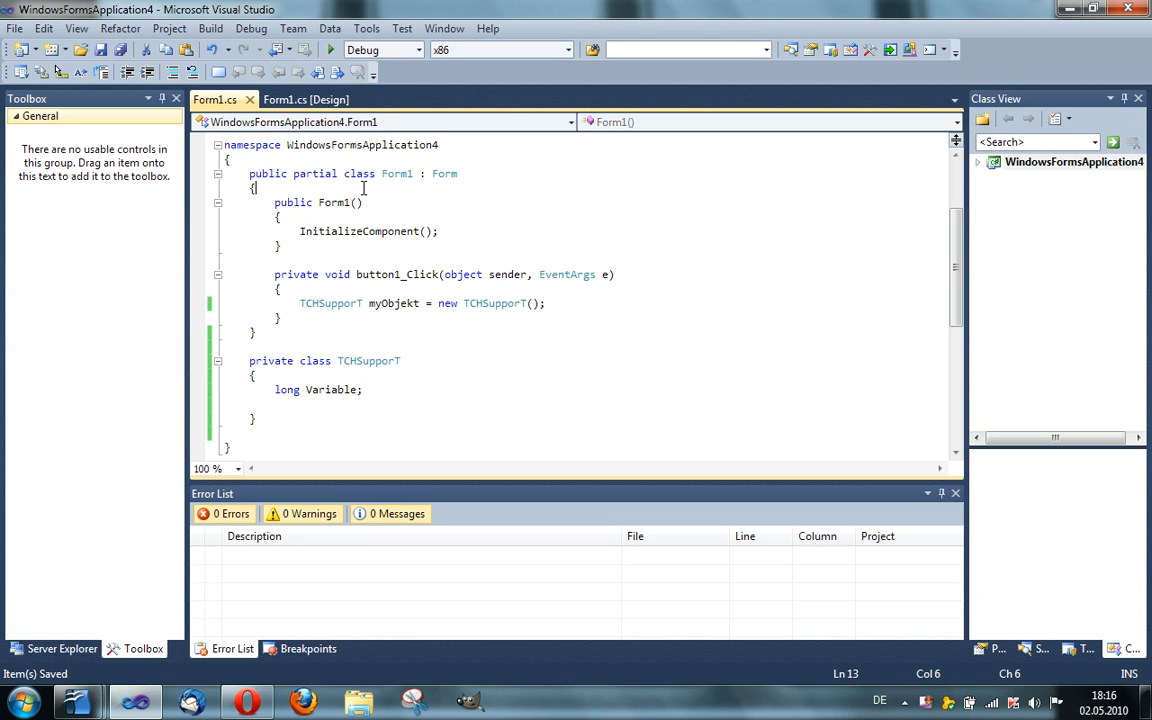 WindowsFormsApplication4 - Microsoft Visual Studio
File Edit View Refactor Project Build Debug Team Data Tools Test Window Help
Debug x86
Toolbox
General
There are no usable controls in
this group. Drag an item onto
this text to add it to the toolbox.
Form1.cs Form1.cs [Design]
WindowsFormsApplication4.Form1 Form1()
namespace WindowsFormsApplication4
{
public partial class Form1 : Form
{
public Form1()
{
InitializeComponent();
}
private void button1_Click(object sender, EventArgs e)
{
TCHSupporT myObjekt = new TCHSupporT();
}
}
private class TCHSupporT
{
long Variable;
}
}
100 %
Class View
<Search>
WindowsFormsApplication4
Error List
0 Errors 0 Warnings 0 Messages
Description File Line Column Project
Server Explorer Toolbox Error List Breakpoints P... S... T... C...
Item(s) Saved Ln 13 Col 6 Ch 6 INS
DE 18:16
02.05.2010